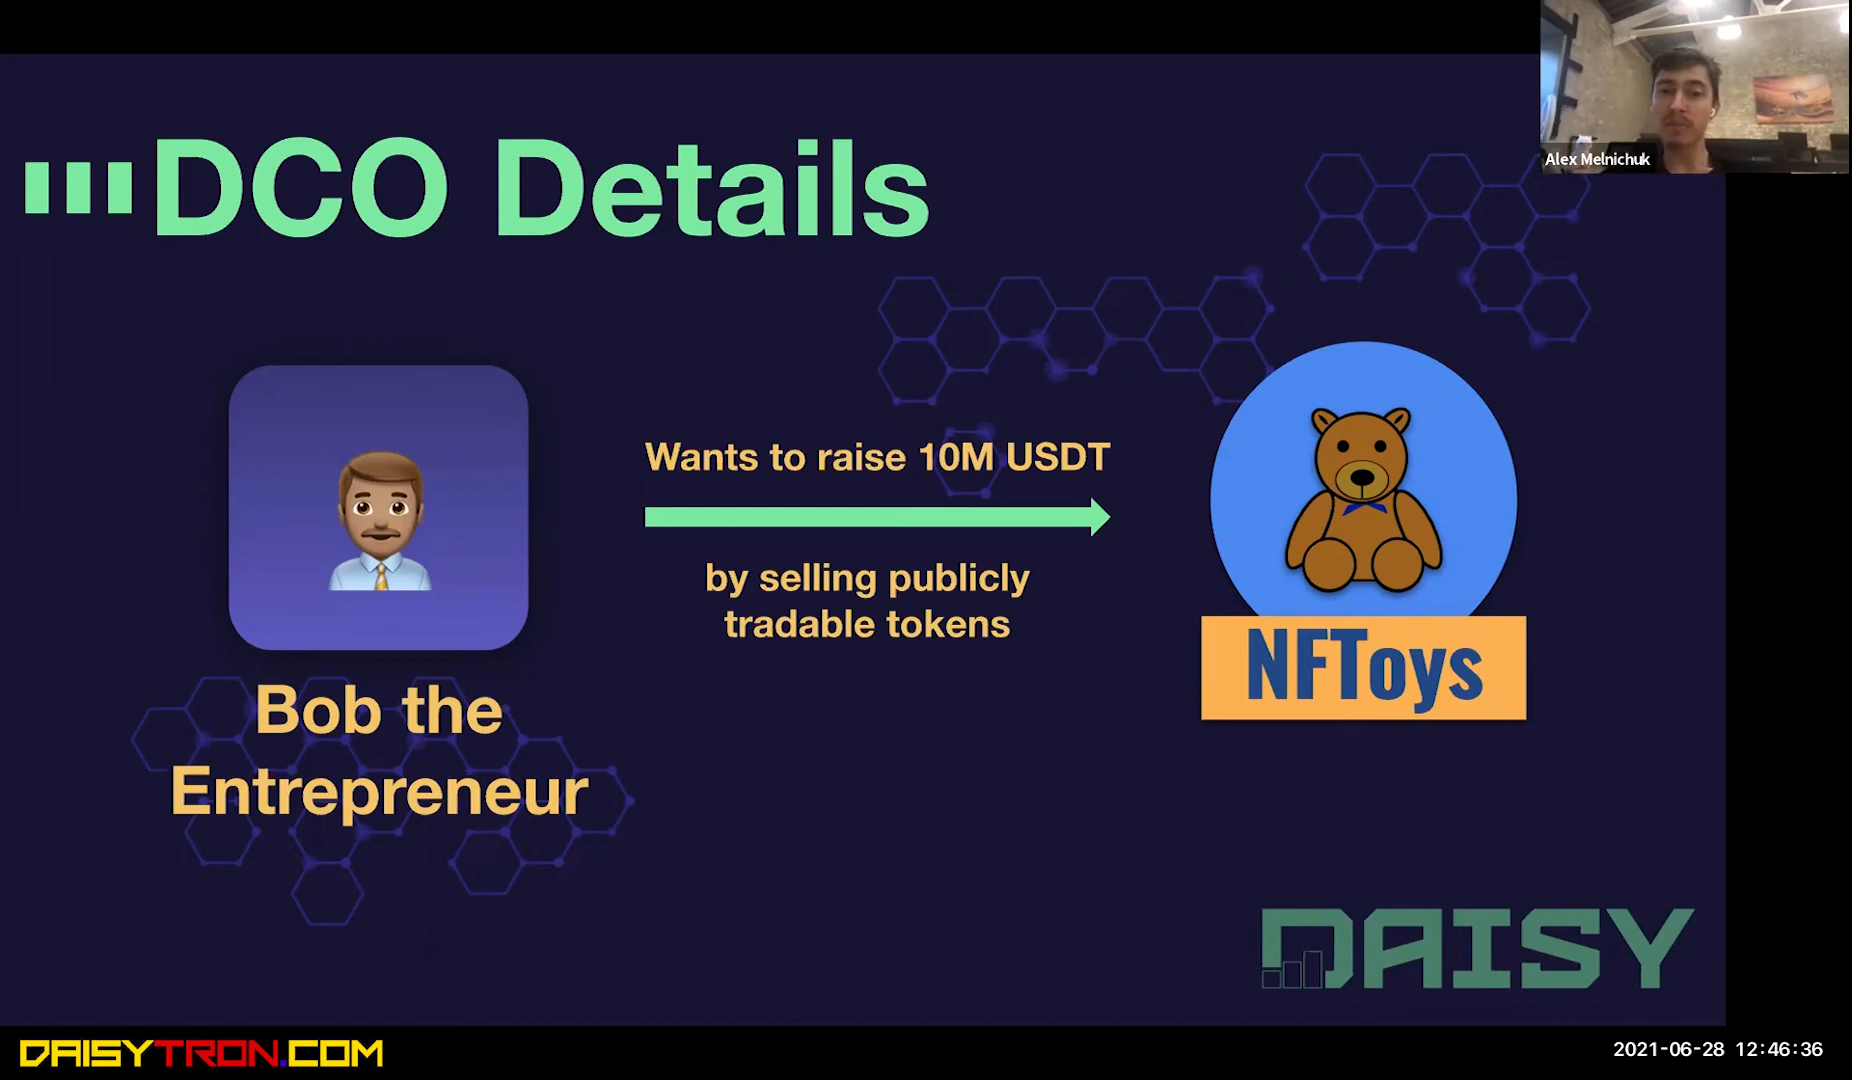 Alex Melnichuk
DCO Details
Wants to raise 10M USDT
by selling publicly
tradable tokens
NFToys
Bob the
Entrepreneur
DAISY
DAISYTRON.COM
2021-06-28 12:46:36